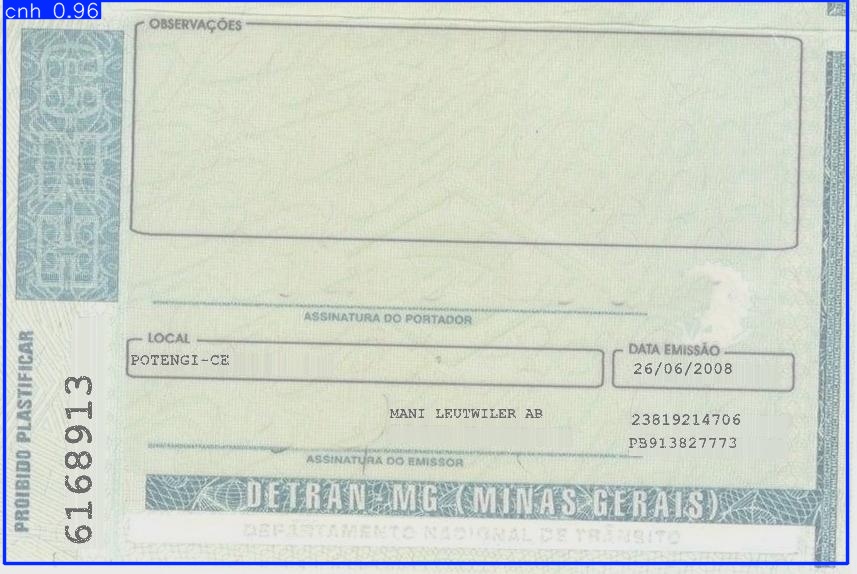 cnh 0.96
OBSERVAÇÕES
ASSINATURA DO PORTADOR
LOCAL
DATA EMISSÃO
POTENGI-CE
26/06/2008
MANI LEUTWILER AB
23819214706
PB913827773
ASSINATURA DO EMISSOR
DETRAN-MG (MINAS GERAIS)
DEPARTAMENTO NACIONAL DE TRÂNSITO
PROIBIDO PLASTIFICAR
6168913